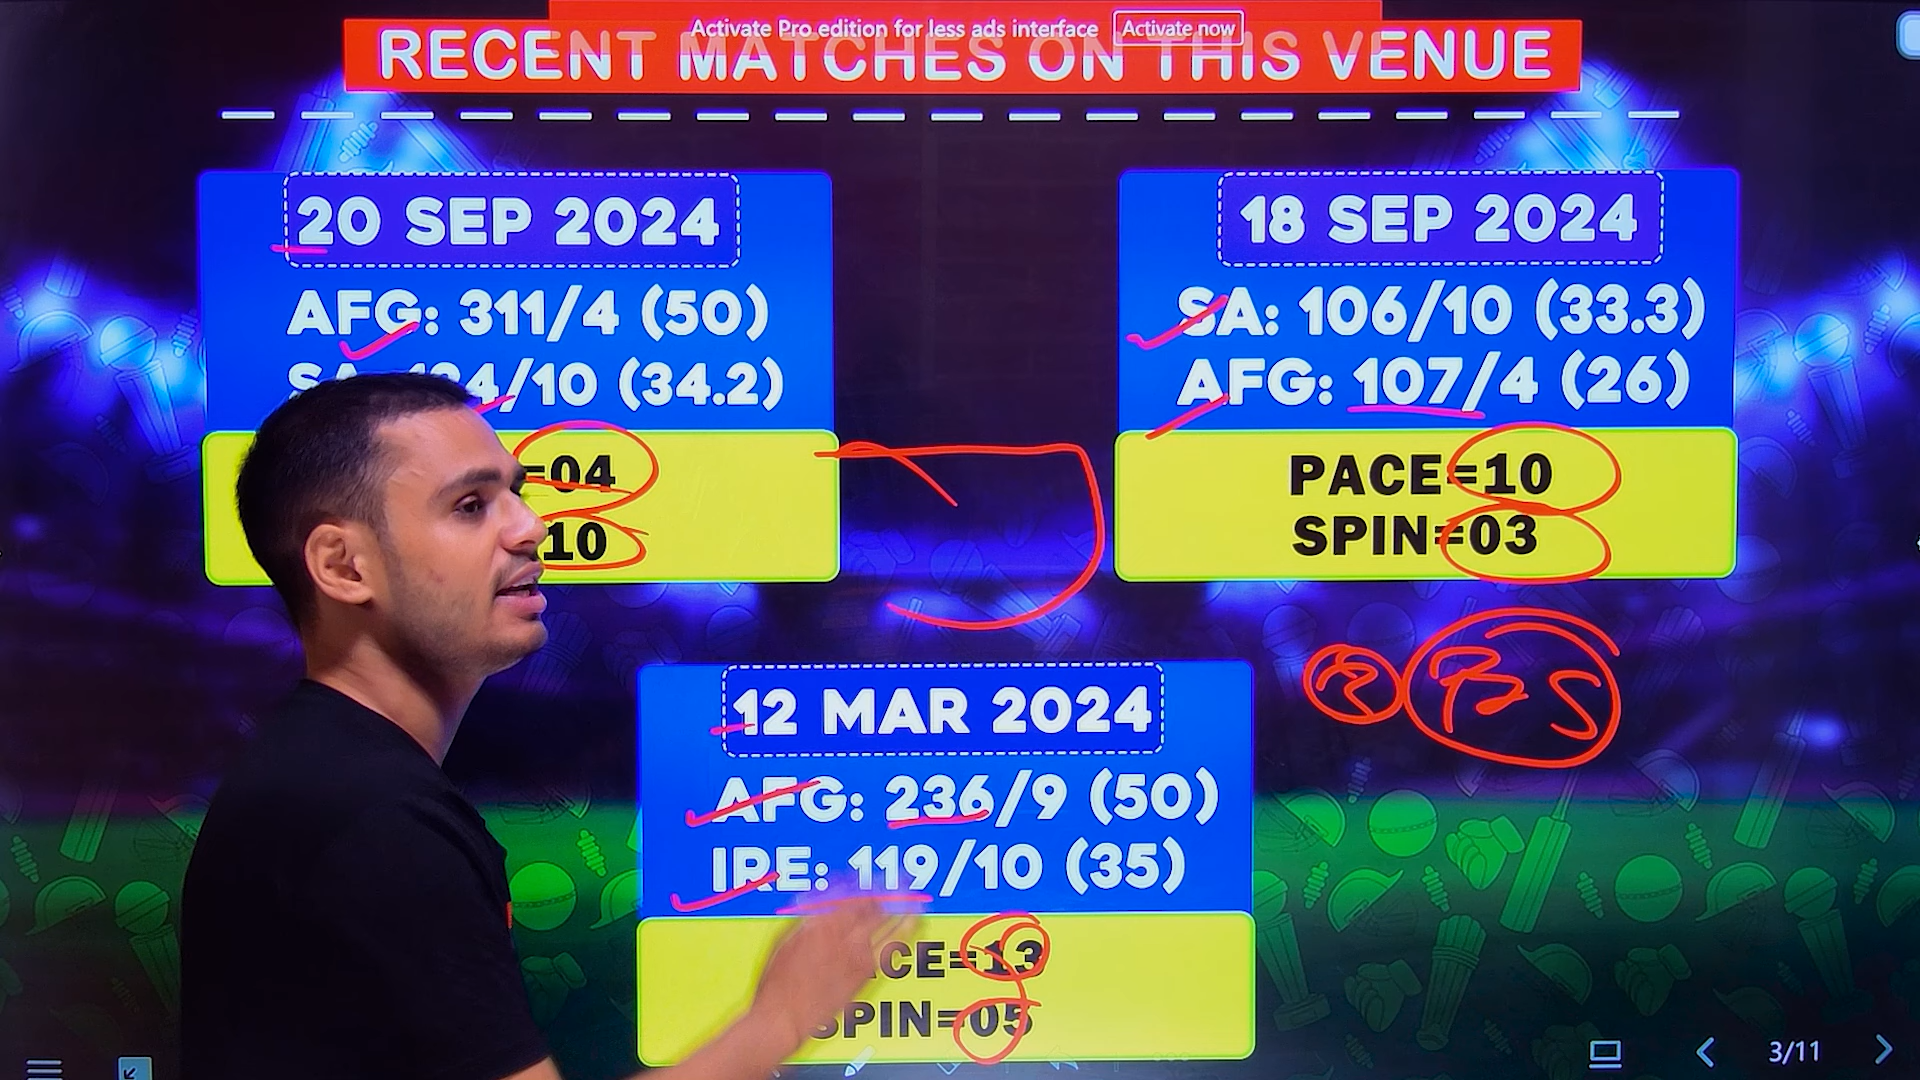 Activate Pro edition for less ads interface Activate now
RECENT MATCHES ON THIS VENUE
20 SEP 2024
AFG: 311/4 (50)
/10 (34.2)
=04
10
18 SEP 2024
SA: 106/10 (33.3)
AFG: 107/4 (26)
PACE=10
SPIN=03
12 MAR 2024
AFG: 236/9 (50)
IRE: 119/10 (35)
ACE=13
SPIN=05
3/11